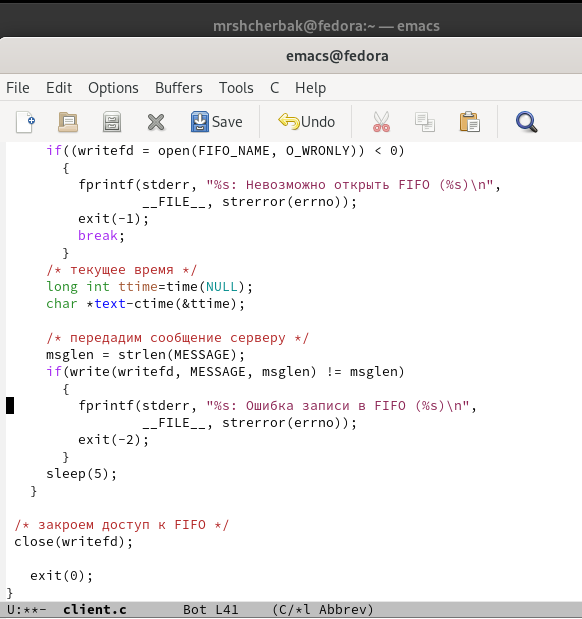 mrshcherbak@fedora:~ — emacs
emacs@fedora
File Edit Options Buffers Tools C Help
Save Undo
if((writefd = open(FIFO_NAME, O_WRONLY)) < 0)
{
fprintf(stderr, "%s: Невозможно открыть FIFO (%s)\n",
__FILE__, strerror(errno));
exit(-1);
break;
}
/* текущее время */
long int ttime=time(NULL);
char *text-ctime(&ttime);
/* передадим сообщение серверу */
msglen = strlen(MESSAGE);
if(write(writefd, MESSAGE, msglen) != msglen)
{
fprintf(stderr, "%s: Ошибка записи в FIFO (%s)\n",
__FILE__, strerror(errno));
exit(-2);
}
sleep(5);
}
/* закроем доступ к FIFO */
close(writefd);
exit(0);
}
U:**- client.c Bot L41 (C/*l Abbrev)